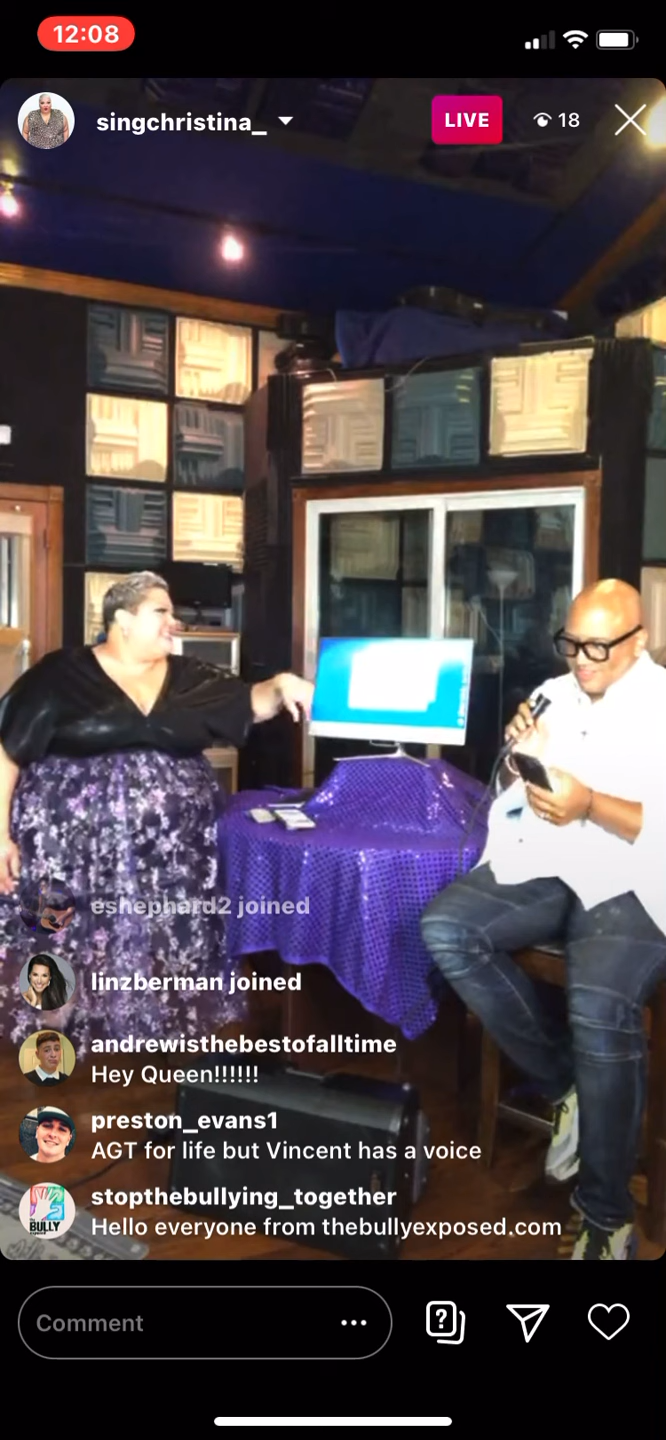 12:08
singchristina_
LIVE
18
eshephard2 joined
linzberman joined
andrewisthebestofalltime
Hey Queen!!!!!!
preston_evans1
AGT for life but Vincent has a voice
stopthebullying_together
BULLY
Hello everyone from thebullyexposed.com
Comment